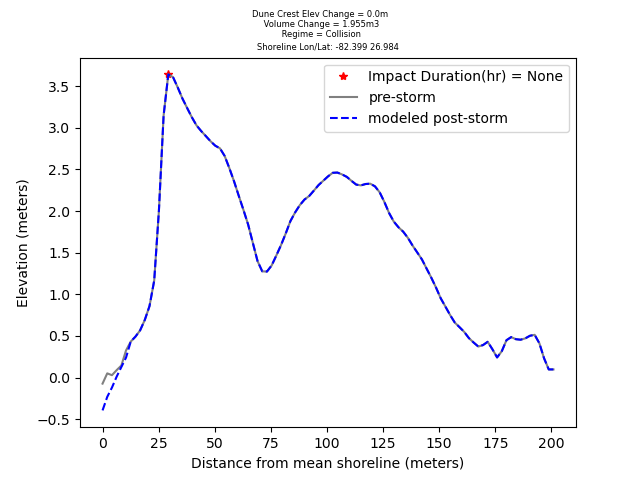 Dune Crest Elev Change = 0.0m
Volume Change = 1.955m3
Regime = Collision
Shoreline Lon/Lat: -82.399 26.984
Impact Duration(hr) = None
pre-storm
modeled post-storm
Elevation (meters)
3.5
3.0
2.5
2.0
1.5
1.0
0.5
0.0
−0.5
0 25 50 75 100 125 150 175 200
Distance from mean shoreline (meters)